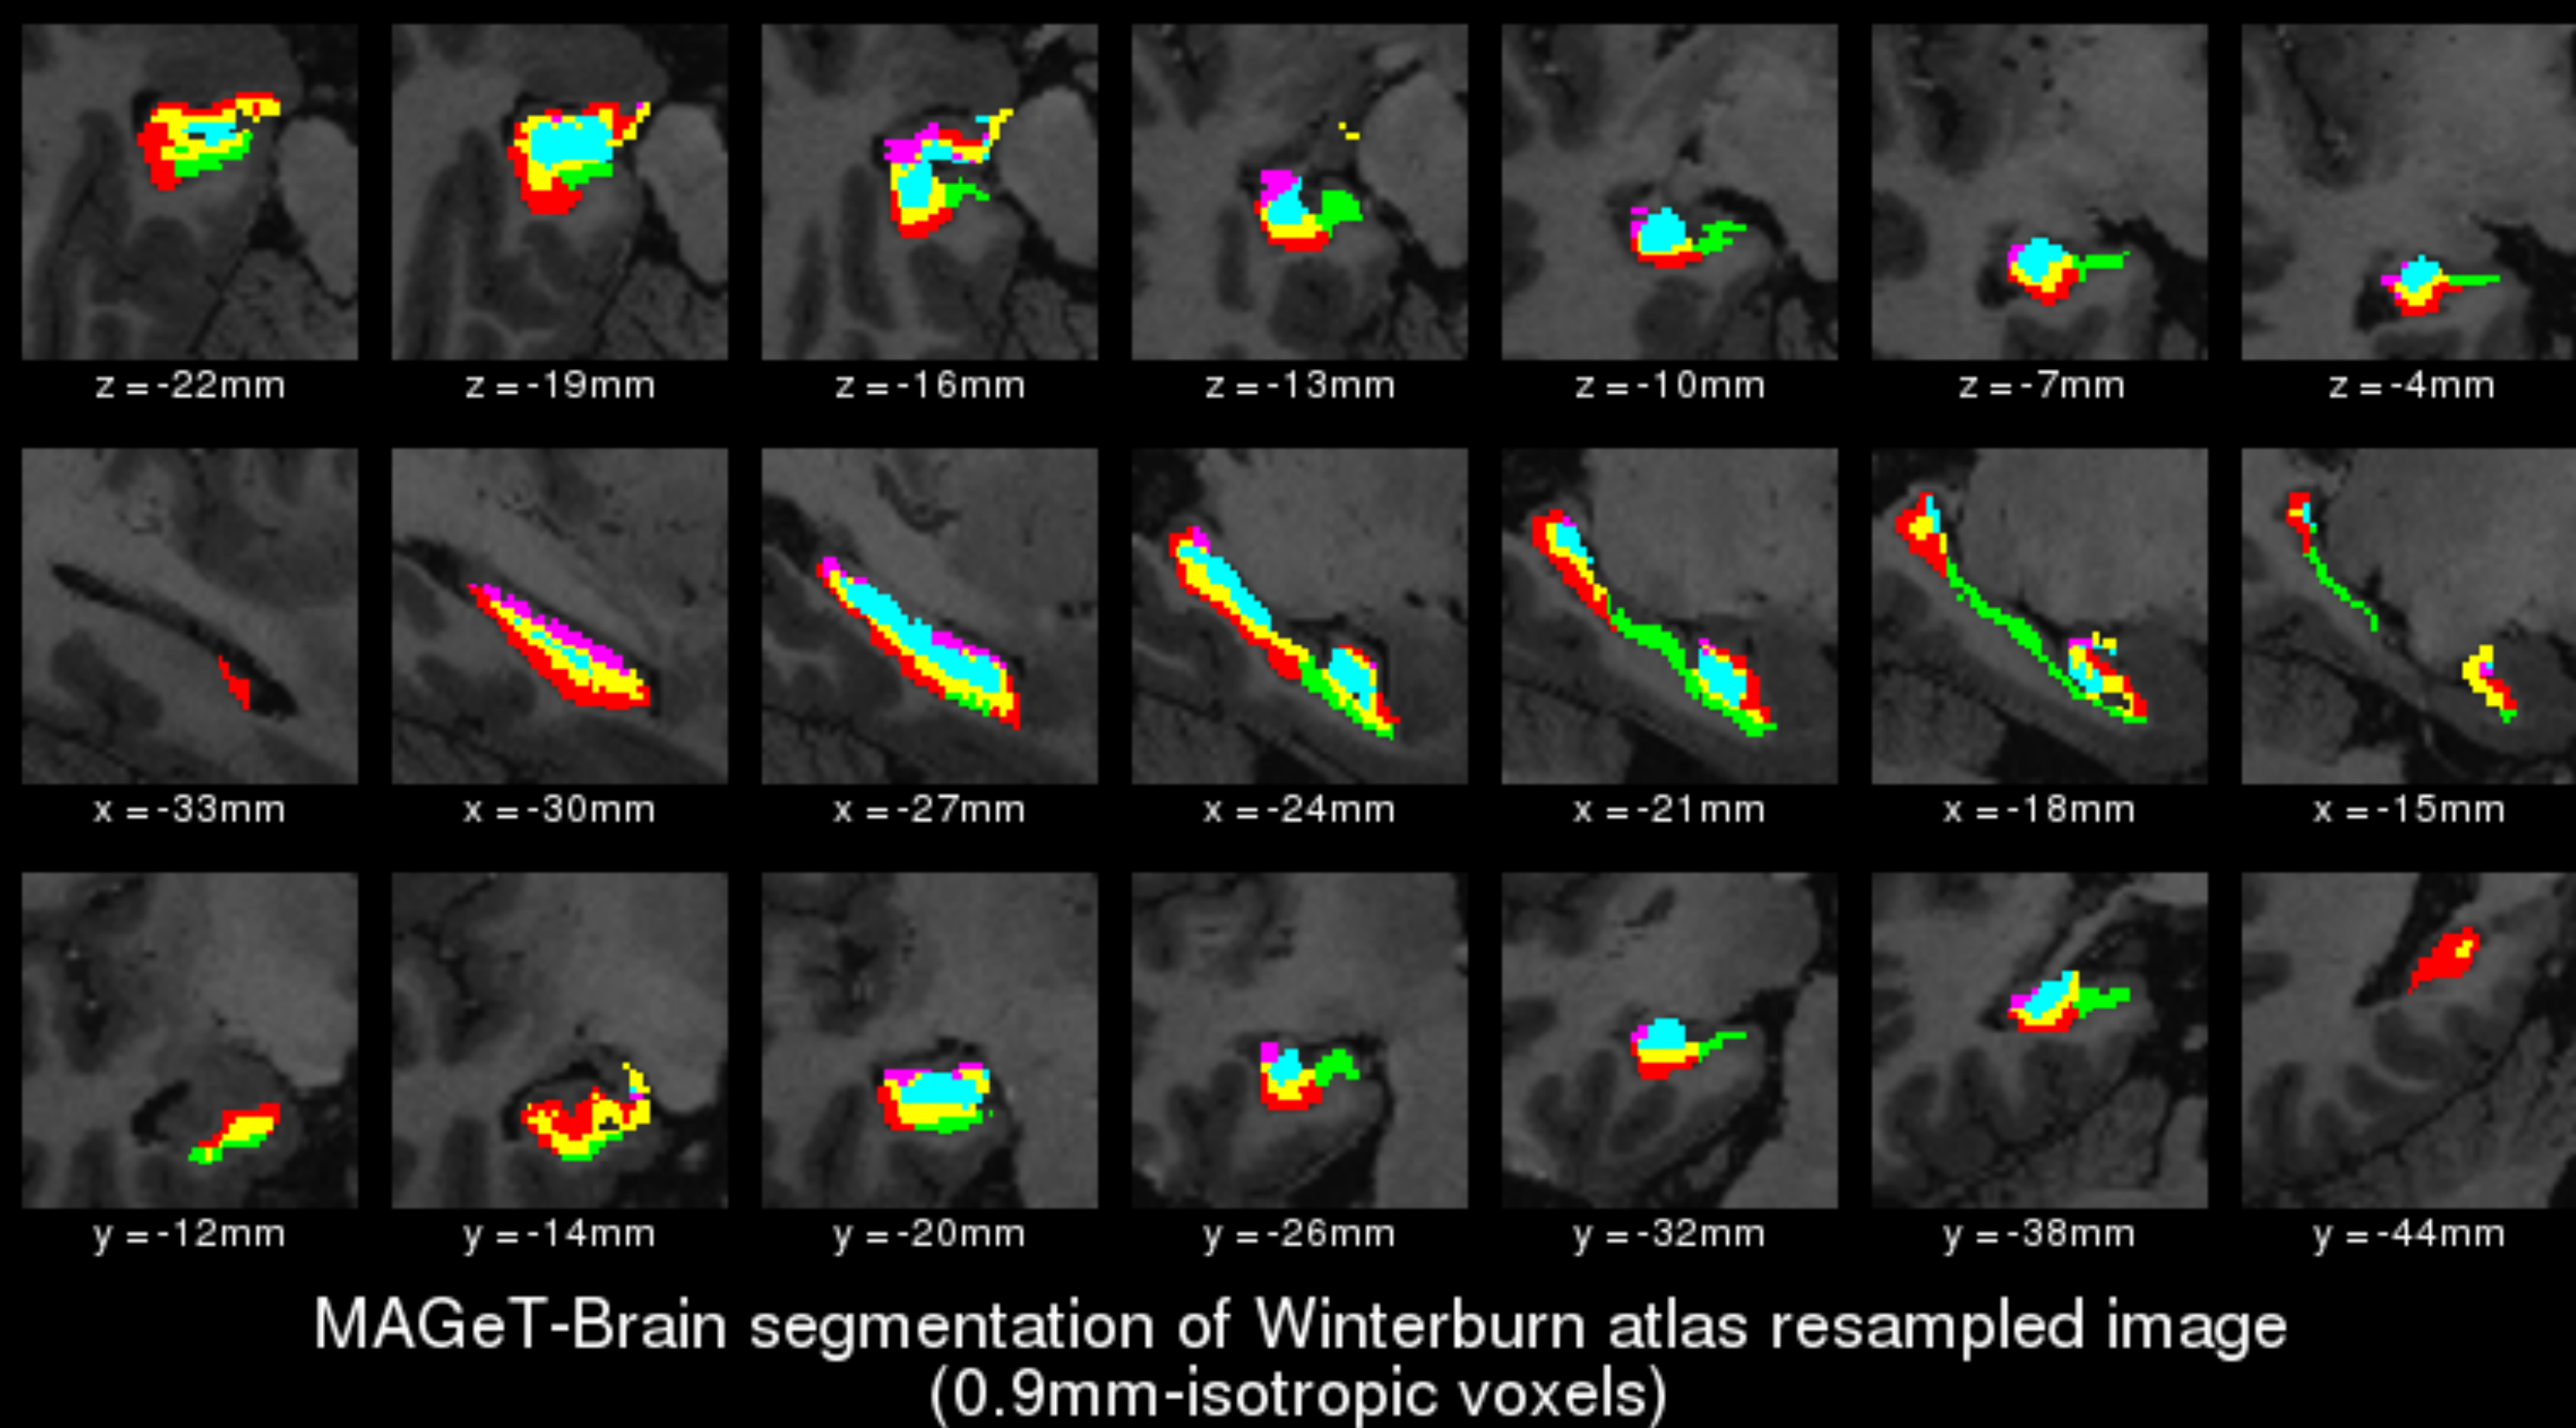 z =-22mm z =-19mm z =-16mm z =-13mm z =-10mm z =-7mm z =-4mm
x =-33mm x =-30mm x =-27mm x =-24mm x =-21mm x =-18mm x =-15mm
y =-12mm y =-14mm y =-20mm y =-26mm y =-32mm y =-38mm y =-44mm
MAGeT-Brain segmentation of Winterburn atlas resampled image
(0.9mm-isotropic voxels)